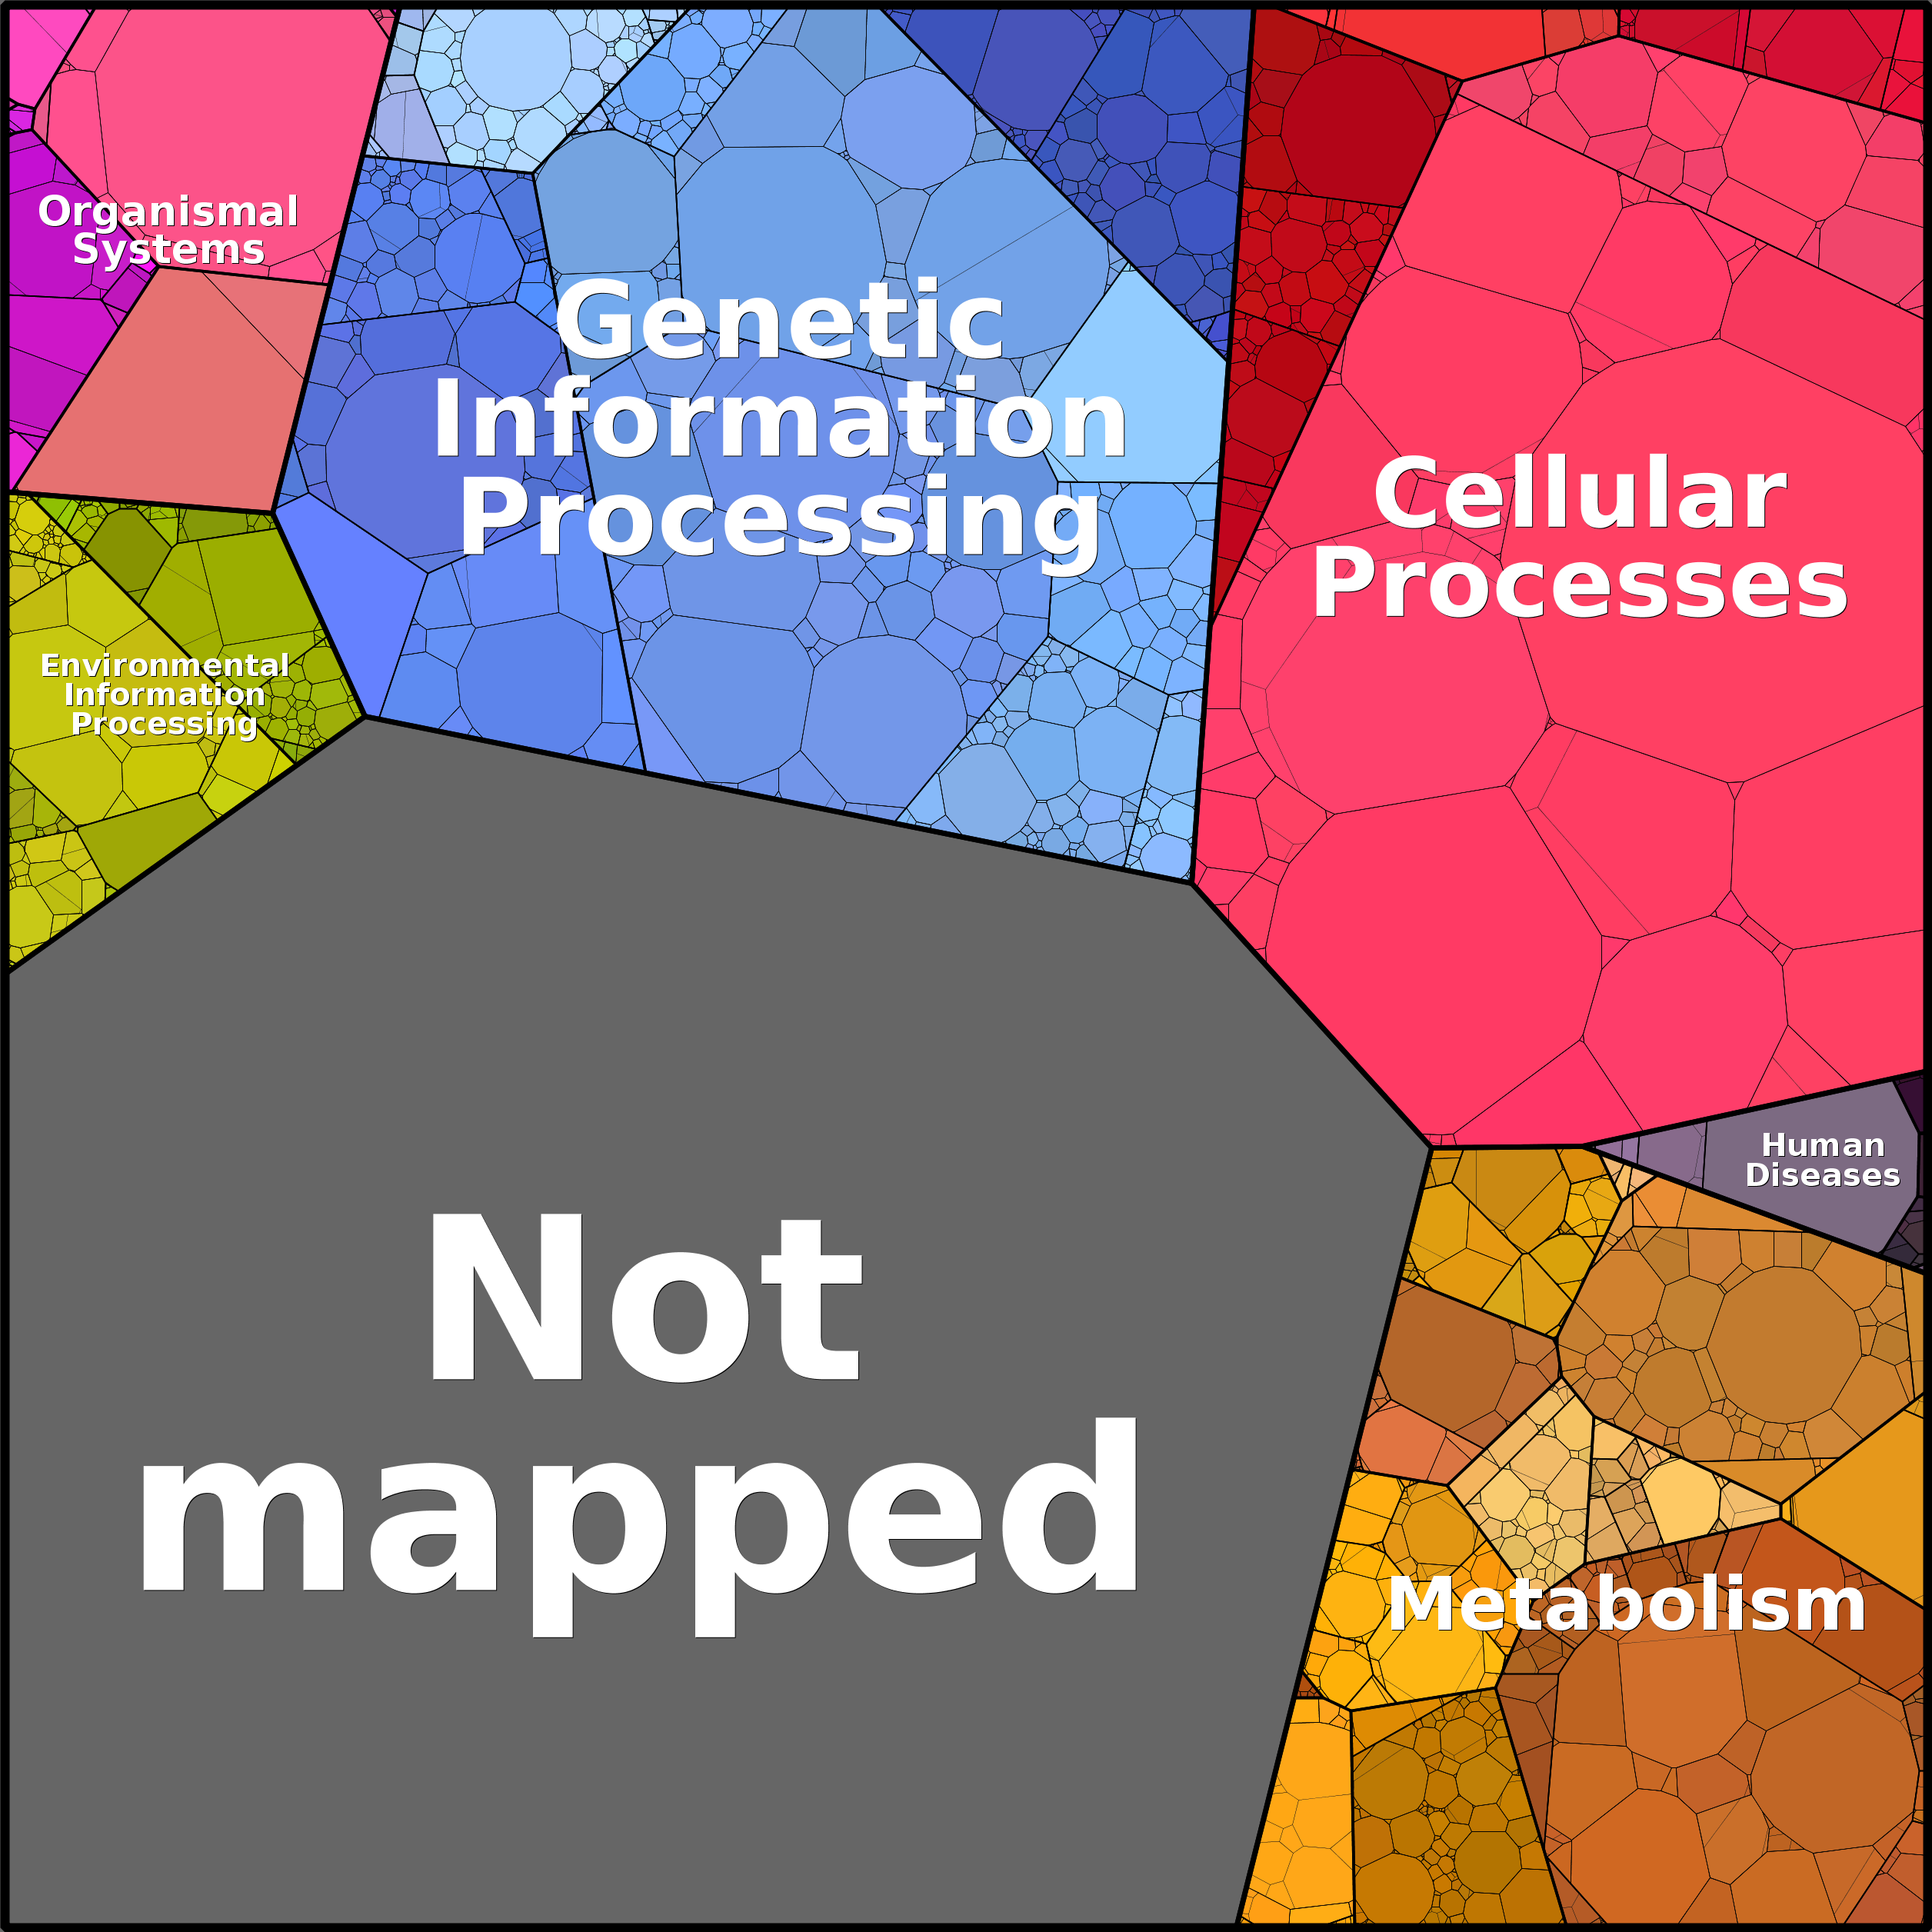 Organismal
Systems
Genetic
Information
Processing
Cellular
Processes
Environmental
Information
Processing
Human
Diseases
Not
mapped
Metabolism